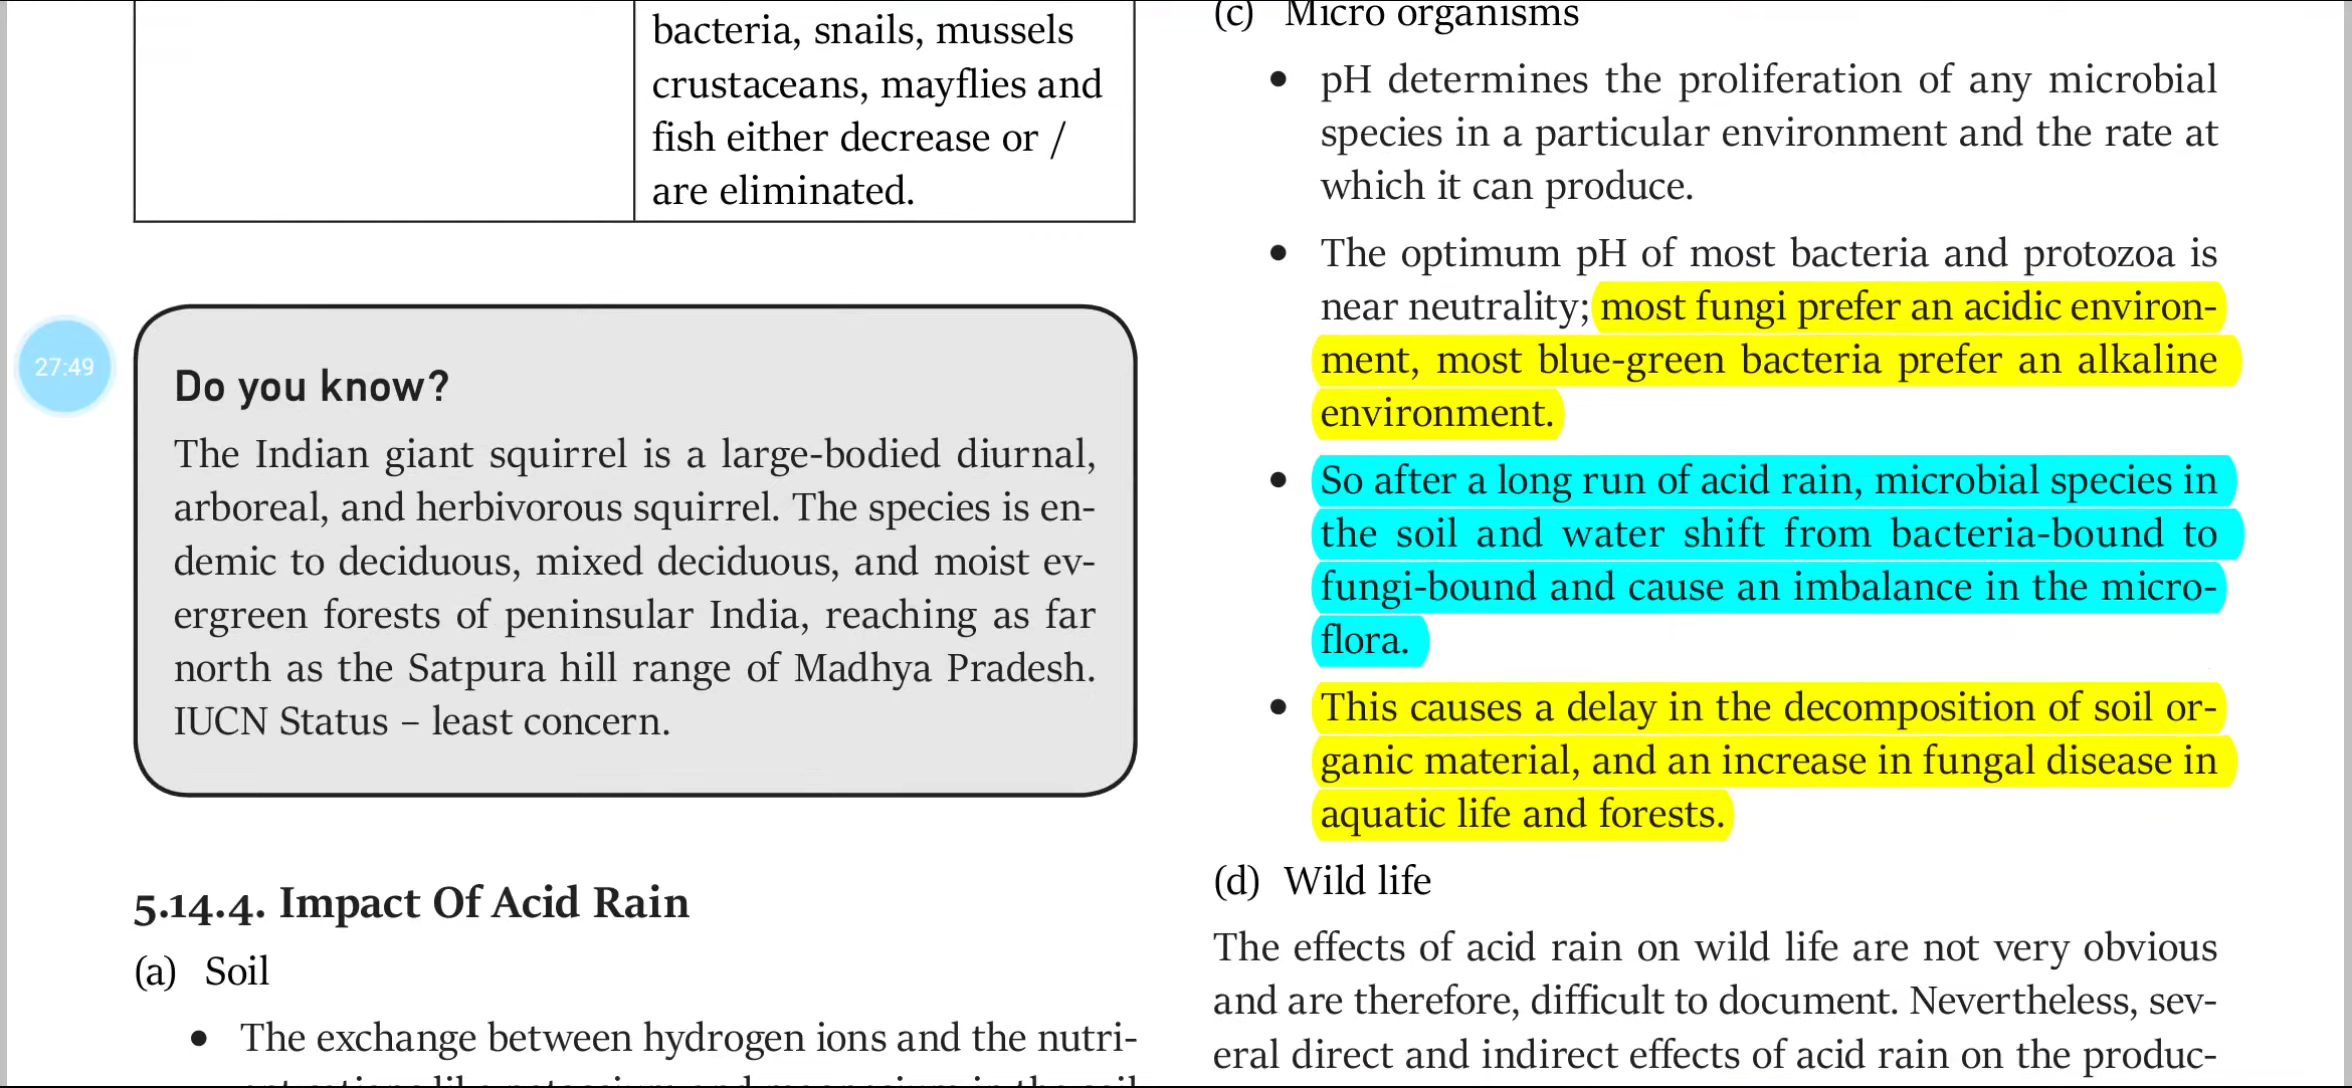 bacteria, snails, mussels
crustaceans, mayflies and
fish either decrease or /
are eliminated.
27:49
Do you know?
The Indian giant squirrel is a large-bodied diurnal,
arboreal, and herbivorous squirrel. The species is en-
demic to deciduous, mixed deciduous, and moist ev-
ergreen forests of peninsular India, reaching as far
north as the Satpura hill range of Madhya Pradesh.
IUCN Status – least concern.
5.14.4. Impact Of Acid Rain
(a) Soil
• The exchange between hydrogen ions and the nutri-
ent cations like potassium and magnesium in the soil
(c) Micro organisms
• pH determines the proliferation of any microbial
species in a particular environment and the rate at
which it can produce.
• The optimum pH of most bacteria and protozoa is
near neutrality; most fungi prefer an acidic environ-
ment, most blue-green bacteria prefer an alkaline
environment.
• So after a long run of acid rain, microbial species in
the soil and water shift from bacteria-bound to
fungi-bound and cause an imbalance in the micro-
flora.
• This causes a delay in the decomposition of soil or-
ganic material, and an increase in fungal disease in
aquatic life and forests.
(d) Wild life
The effects of acid rain on wild life are not very obvious
and are therefore, difficult to document. Nevertheless, sev-
eral direct and indirect effects of acid rain on the produc-